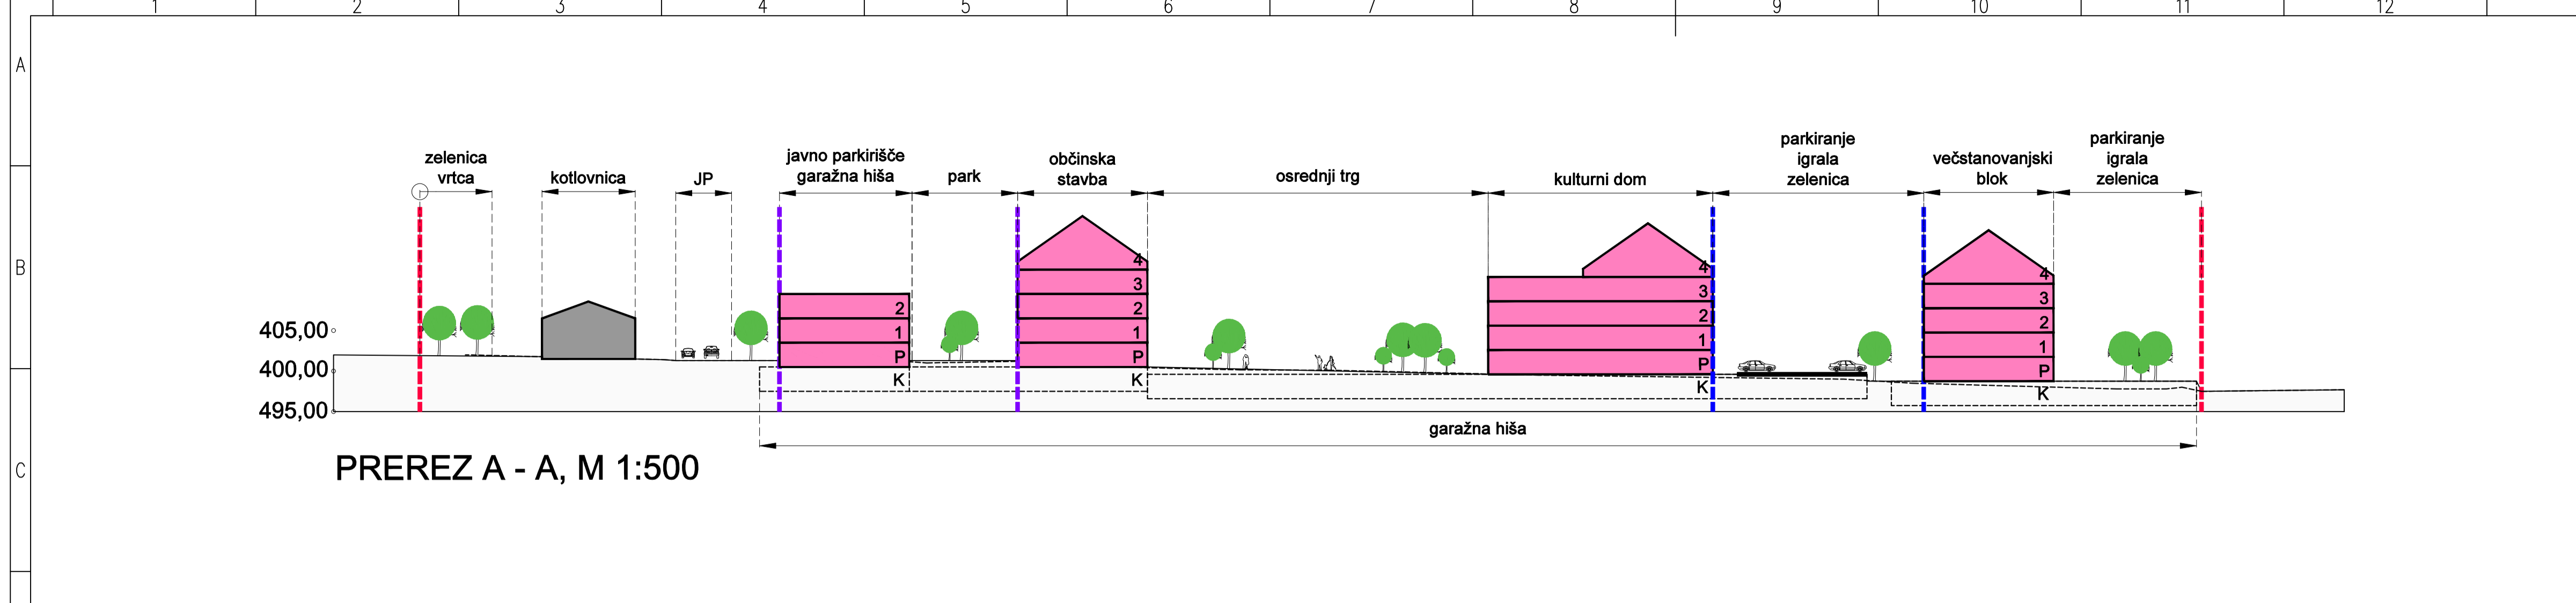 1 2 3 4 5 6 7 8 9 10 11 12
A
B
C
zelenica
vrtca
kotlovnica
JP
javno parkirišče
garažna hiša
park
občinska
stavba
osrednji trg
kulturni dom
parkiranje
igrala
zelenica
večstanovanjski
blok
parkiranje
igrala
zelenica
2
1
P
K
4
3
2
1
P
K
4
3
2
1
P
K
4
3
2
1
P
K
405,00
400,00
495,00
garažna hiša
PREREZ A - A, M 1:500